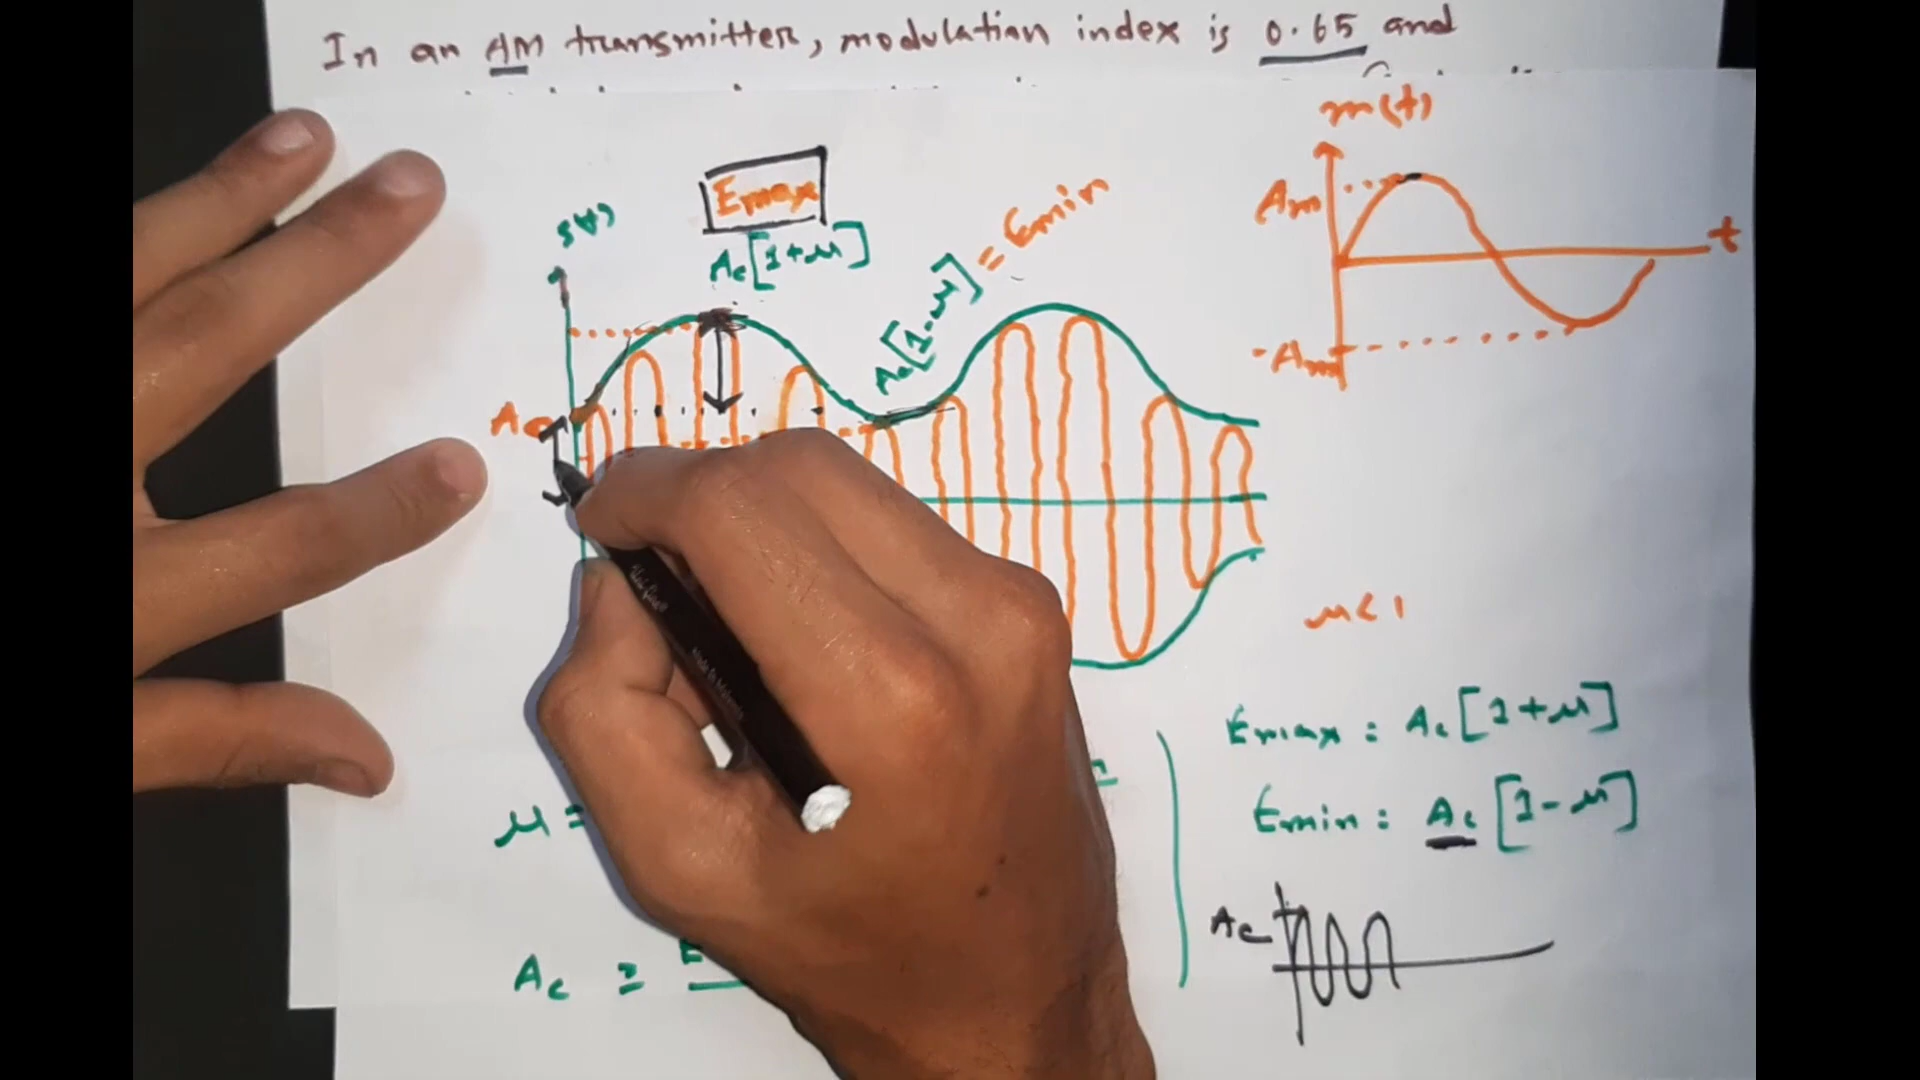 In an AM transmitter, modulation index is 0.65 and
m(t)
Emax
Am
s(t)
Ac[1+μ]
Ac[1-μ] = Emin
t
-Am
Ac
μ < 1
Emax = Ac[1+μ]
μ =
Emin = Ac[1-μ]
Ac
Ac = E